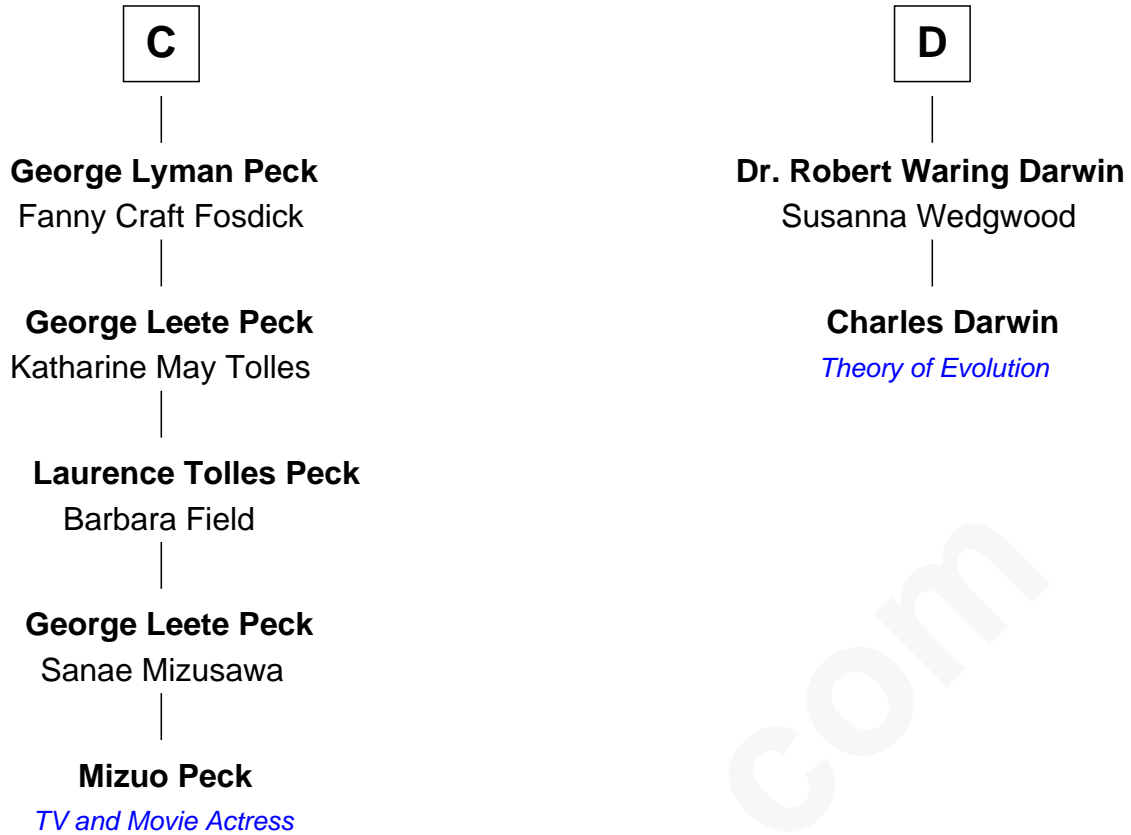 C
George Lyman Peck
Fanny Craft Fosdick
George Leete Peck
Katharine May Tolles
Laurence Tolles Peck
Barbara Field
George Leete Peck
Sanae Mizusawa
Mizuo Peck
TV and Movie Actress
D
Dr. Robert Waring Darwin
Susanna Wedgwood
Charles Darwin
Theory of Evolution
com